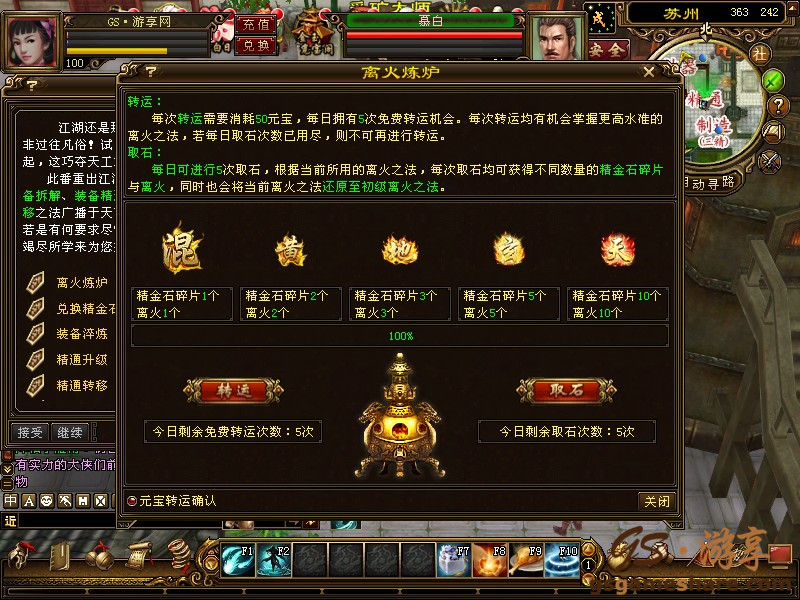 GS·游享网
充值
兑换
100
慕白
安全
苏州
363 242
北
社
精通
制造
(三精)
动寻路
离火炼炉
转运：
每次转运需要消耗50元宝，每日拥有5次免费转运机会。每次转运均有机会掌握更高水准的
离火之法，若每日取石次数已用尽，则不可再进行转运。
取石：
每日可进行5次取石，根据当前所用的离火之法，每次取石均可获得不同数量的精金石碎片
与离火，同时也会将当前离火之法还原至初级离火之法。
混
黄
地
玄
天
精金石碎片1个
离火1个
精金石碎片2个
离火2个
精金石碎片3个
离火3个
精金石碎片5个
离火5个
精金石碎片10个
离火10个
100%
转运
取石
今日剩余免费转运次数：5次
今日剩余取石次数：5次
元宝转运确认
关闭
江湖还是那
非过往凡俗！试
起，这巧夺天工
此番重出江湖
备拆解、装备精
移之法广播于天
若是有何要求尽
竭尽所学来为您
离火炼炉
兑换精金石
装备淬炼
精通升级
精通转移
接受
继续
有实力的大侠们前
物
中
A
近
F1
F2
F7
F8
F9
F10
1
GS·游享